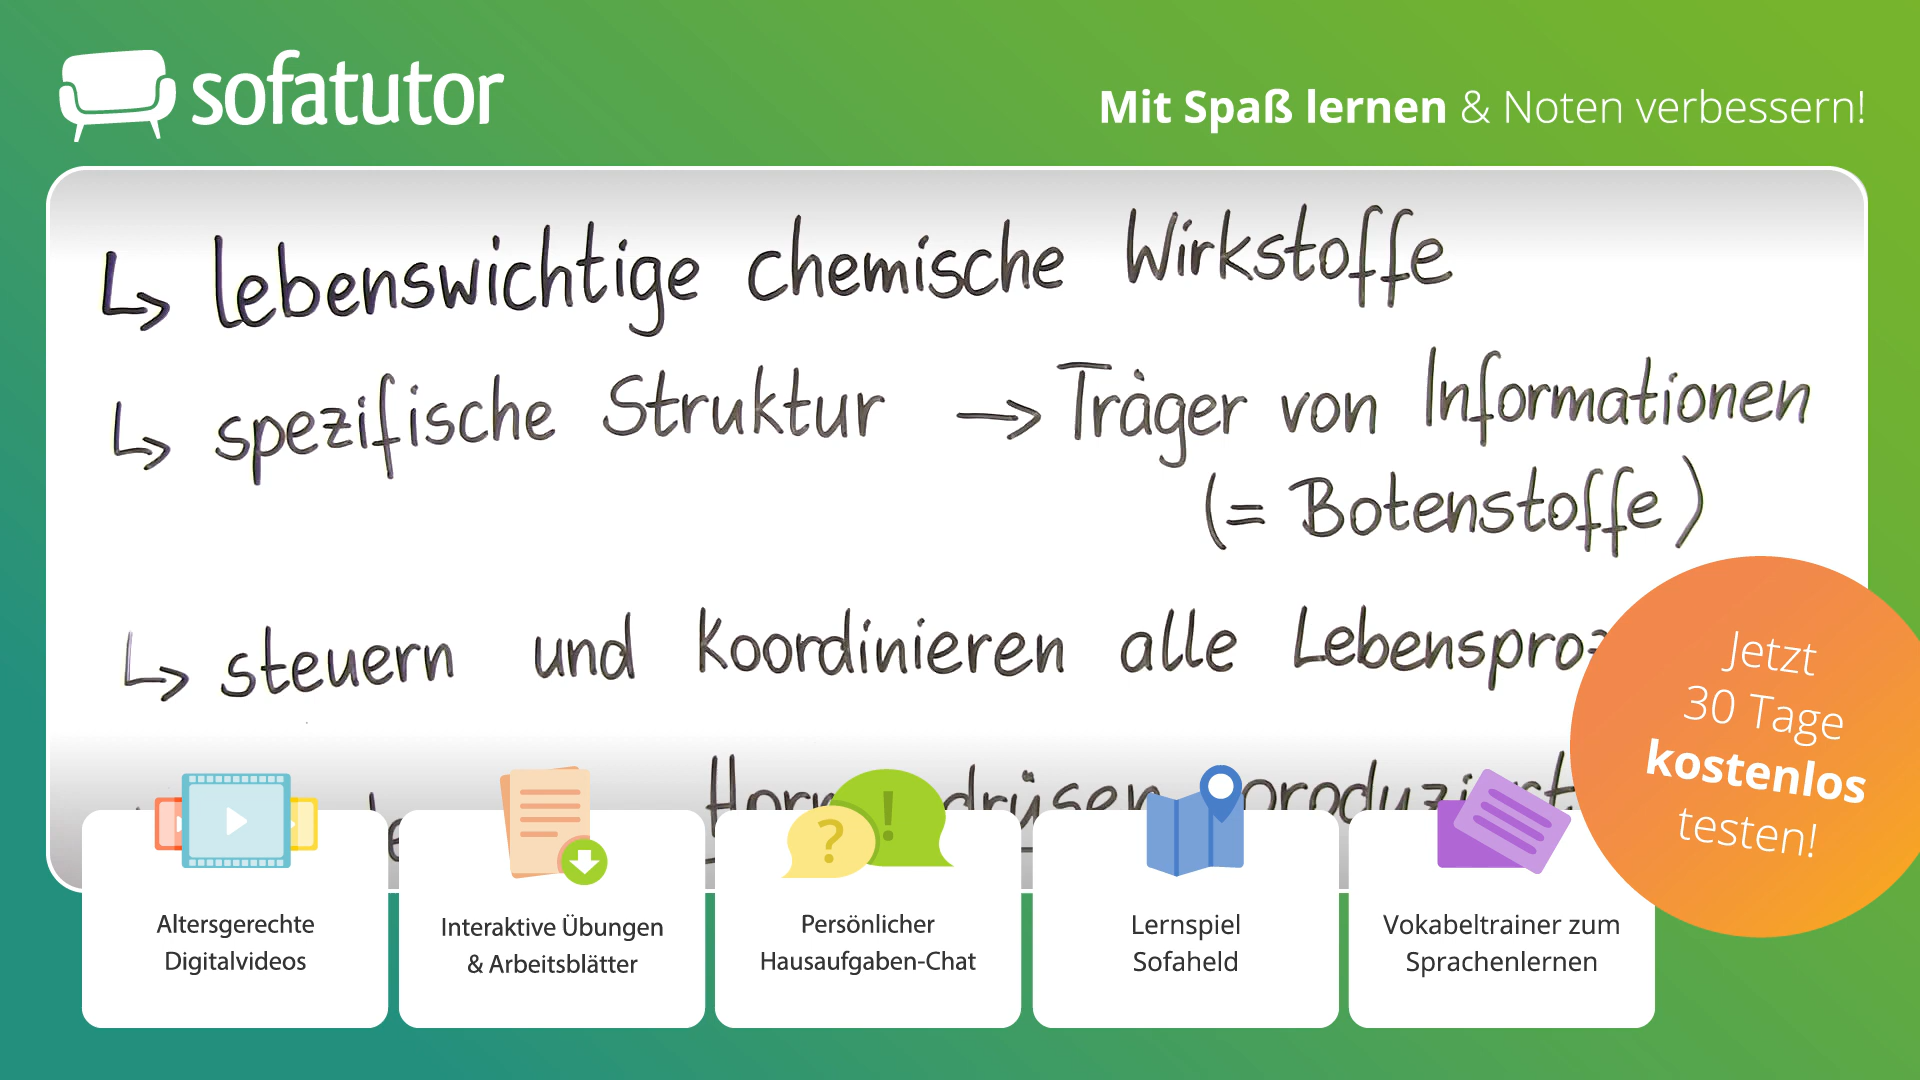 sofatutor
Mit Spaß lernen & Noten verbessern!
↳ lebenswichtige chemische Wirkstoffe
↳ spezifische Struktur → Träger von Informationen
(= Botenstoffe)
↳ steuern und koordinieren alle
produziert
Jetzt
30 Tage
kostenlos
testen!
Altersgerechte
Digitalvideos
Interaktive Übungen
& Arbeitsblätter
Persönlicher
Hausaufgaben-Chat
Lernspiel
Sofaheld
Vokabeltrainer zum
Sprachenlernen